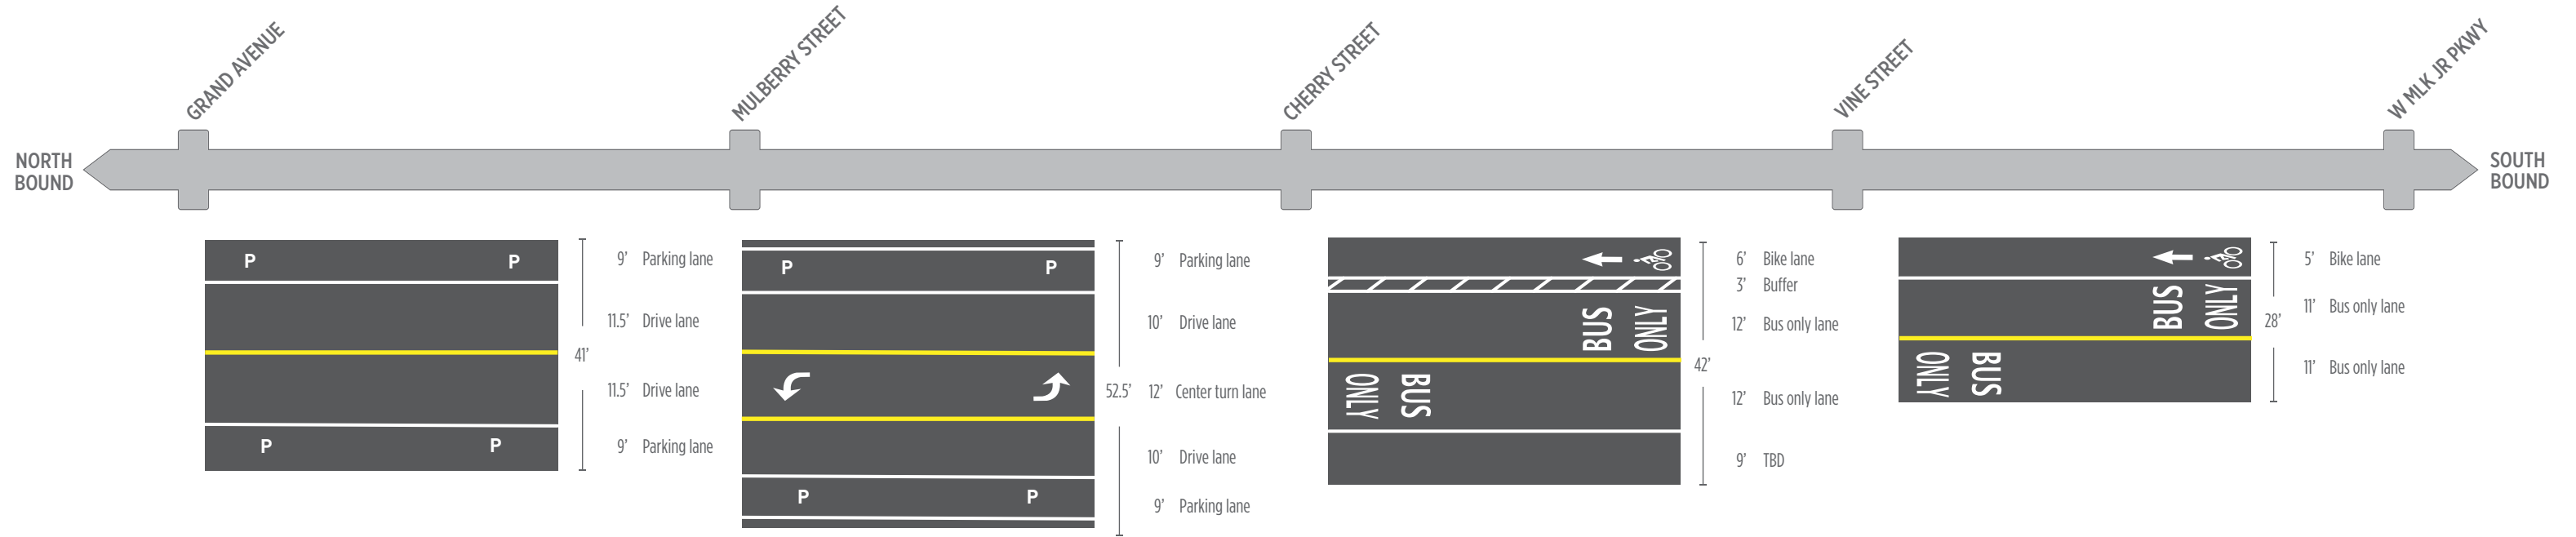 GRAND AVENUE
MULBERRY STREET
CHERRY STREET
VINE STREET
W MLK JR PKWY
NORTH
BOUND
SOUTH
BOUND
P P
P P
9’ Parking lane
11.5’ Drive lane
41’
11.5’ Drive lane
9’ Parking lane
P P
P P
9’ Parking lane
10’ Drive lane
52.5’
12’ Center turn lane
10’ Drive lane
9’ Parking lane
BUS
ONLY
BUS
ONLY
6’ Bike lane
3’ Buffer
12’ Bus only lane
42’
12’ Bus only lane
9’ TBD
BUS
ONLY
BUS
ONLY
5’ Bike lane
11’ Bus only lane
28’
11’ Bus only lane